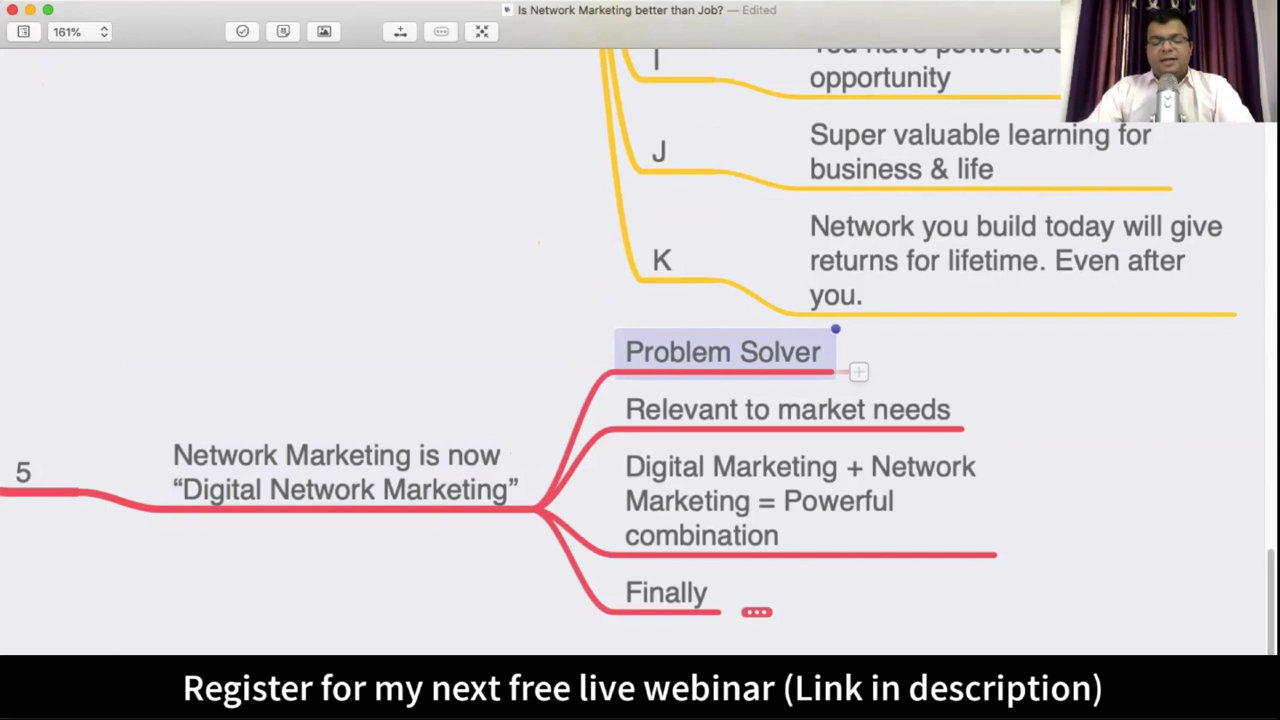 Is Network Marketing better than Job? — Edited
161%
I
opportunity
J
Super valuable learning for
business & life
K
Network you build today will give
returns for lifetime. Even after
you.
Problem Solver
Relevant to market needs
5
Network Marketing is now
“Digital Network Marketing”
Digital Marketing + Network
Marketing = Powerful
combination
Finally
Register for my next free live webinar (Link in description)